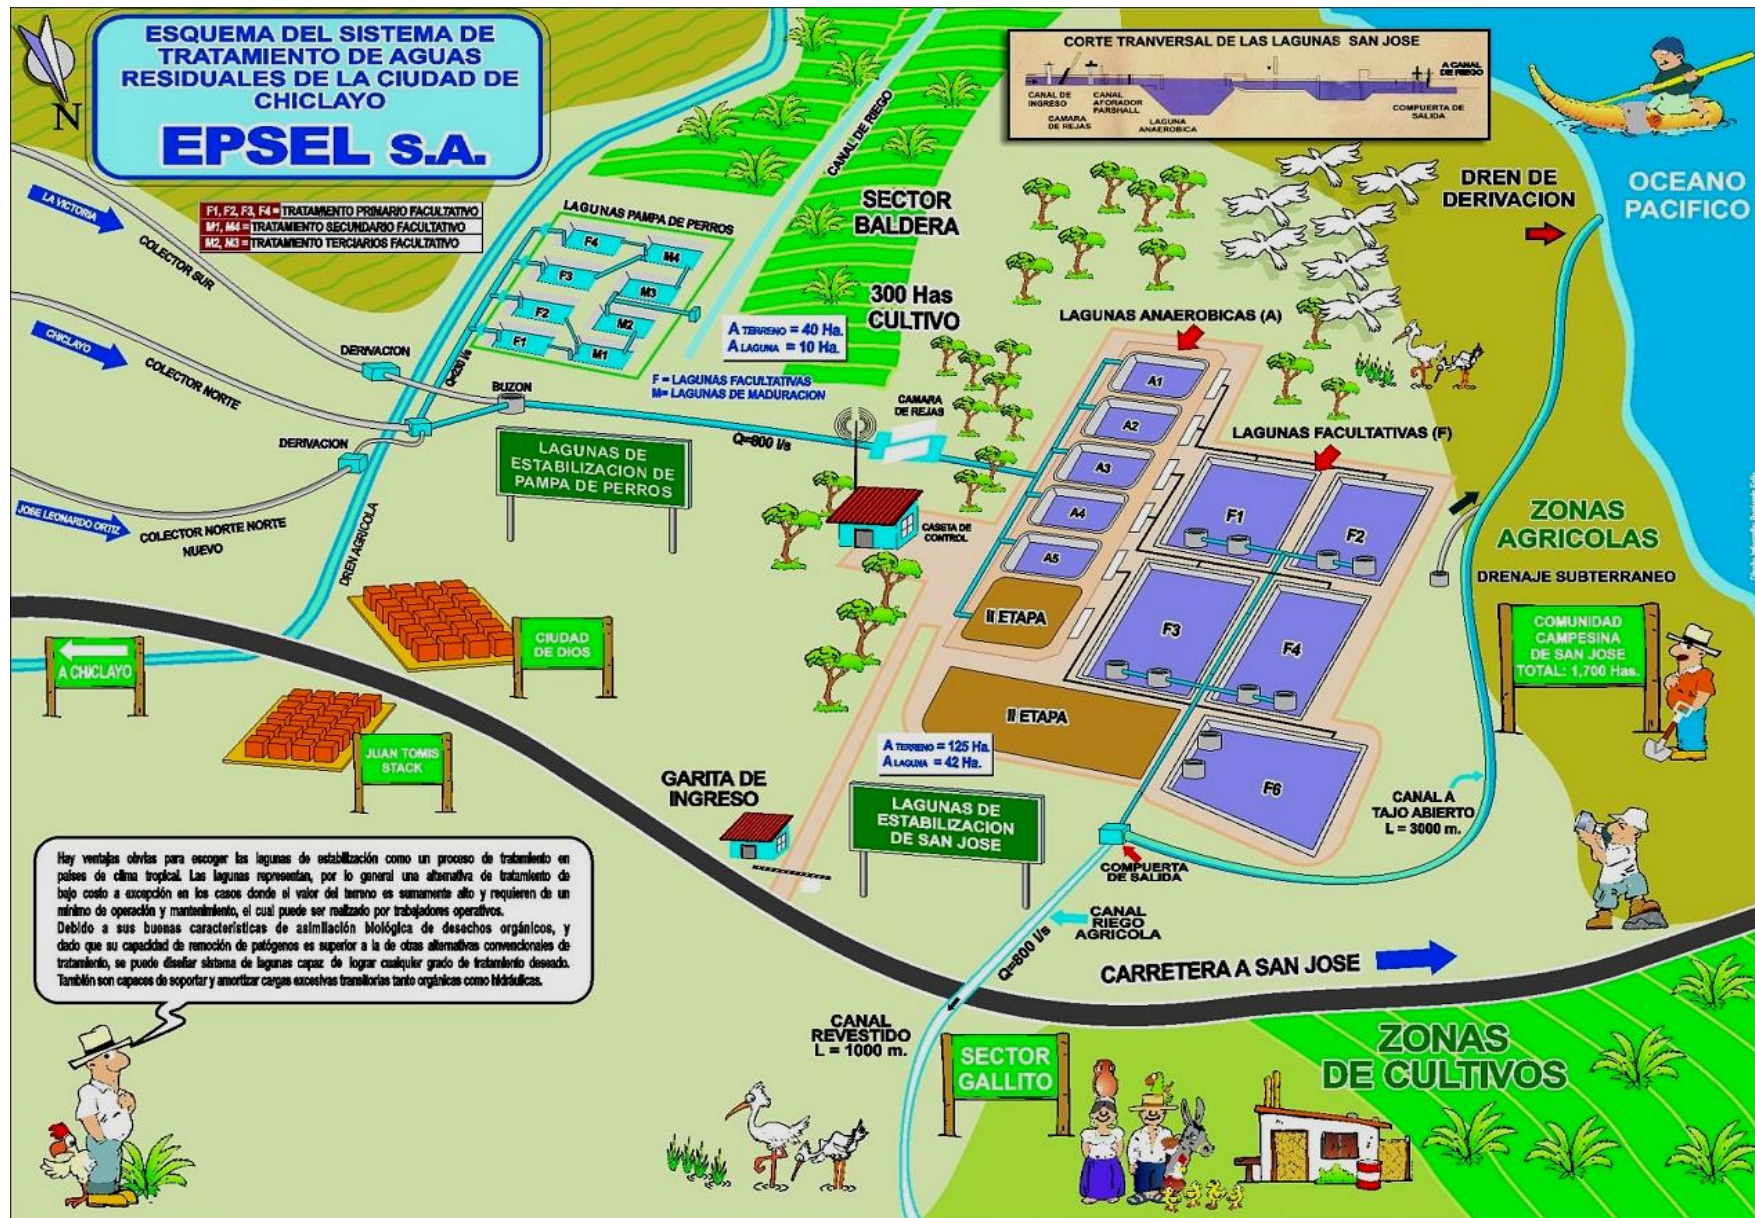 ESQUEMA DEL SISTEMA DE
TRATAMIENTO DE AGUAS
RESIDUALES DE LA CIUDAD DE
CHICLAYO
EPSEL S.A.
N
CORTE TRANVERSAL DE LAS LAGUNAS SAN JOSE
A CANAL
DE RIEGO
CANAL DE
INGRESO
CANAL
AFORADOR
PARSHALL
CAMARA
DE REJAS
LAGUNA
ANAEROBICA
COMPUERTA DE
SALIDA
OCEANO
PACIFICO
DREN DE
DERIVACION
LA VICTORIA
COLECTOR SUR
F1, F2, F3, F4 = TRATAMIENTO PRIMARIO FACULTATIVO
M1, M4 = TRATAMIENTO SECUNDARIO FACULTATIVO
M2, M3 = TRATAMIENTO TERCIARIOS FACULTATIVO
LAGUNAS PAMPA DE PERROS
F4
M4
F3
M3
F2
M2
F1
M1
CANAL DE RIEGO
SECTOR
BALDERA
300 Has
CULTIVO
A TERRENO = 40 Ha.
A LAGUNA = 10 Ha.
F = LAGUNAS FACULTATIVAS
M= LAGUNAS DE MADURACION
CHICLAYO
COLECTOR NORTE
DERIVACION
Q=230 l/s
BUZON
DERIVACION
JOSE LEONARDO ORTIZ
COLECTOR NORTE NORTE
NUEVO
DREN AGRICOLA
LAGUNAS DE
ESTABILIZACION DE
PAMPA DE PERROS
Q=800 l/s
CAMARA
DE REJAS
CASETA DE
CONTROL
LAGUNAS ANAEROBICAS (A)
A1
A2
A3
A4
A5
II ETAPA
LAGUNAS FACULTATIVAS (F)
F1
F2
F3
F4
II ETAPA
F6
ZONAS
AGRICOLAS
DRENAJE SUBTERRANEO
COMUNIDAD
CAMPESINA
DE SAN JOSE
TOTAL: 1,700 Has.
A CHICLAYO
CIUDAD
DE DIOS
JUAN TOMIS
STACK
GARITA DE
INGRESO
A TERRENO = 125 Ha.
A LAGUNA = 42 Ha.
LAGUNAS DE
ESTABILIZACION
DE SAN JOSE
CANAL A
TAJO ABIERTO
L = 3000 m.
COMPUERTA
DE SALIDA
CANAL
RIEGO
AGRICOLA
Q=800 l/s
CARRETERA A SAN JOSE
CANAL
REVESTIDO
L = 1000 m.
SECTOR
GALLITO
ZONAS
DE CULTIVOS
Hay ventajas obvias para escoger las lagunas de estabilización como un proceso de tratamiento en
países de clima tropical. Las lagunas representan, por lo general una alternativa de tratamiento de
bajo costo a excepción en los casos donde el valor del terreno es sumamente alto y requieren de un
mínimo de operación y mantenimiento, el cual puede ser realizado por trabajadores operativos.
Debido a sus buenas características de asimilación biológica de desechos orgánicos, y
dado que su capacidad de remoción de patógenos es superior a la de otras alternativas convencionales de
tratamiento, se puede diseñar sistema de lagunas capaz de lograr cualquier grado de tratamiento deseado.
También son capaces de soportar y amortizar cargas excesivas transitorias tanto orgánicas como hidráulicas.